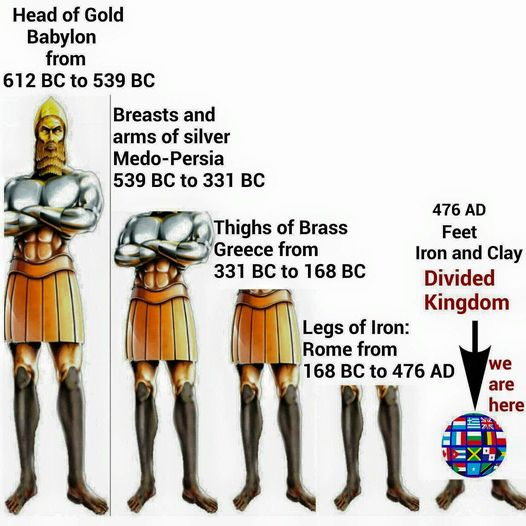 Head of Gold
Babylon
from
612 BC to 539 BC
Breasts and
arms of silver
Medo-Persia
539 BC to 331 BC
Thighs of Brass
Greece from
331 BC to 168 BC
Legs of Iron:
Rome from
168 BC to 476 AD
476 AD
Feet
Iron and Clay
Divided
Kingdom
we
are
here